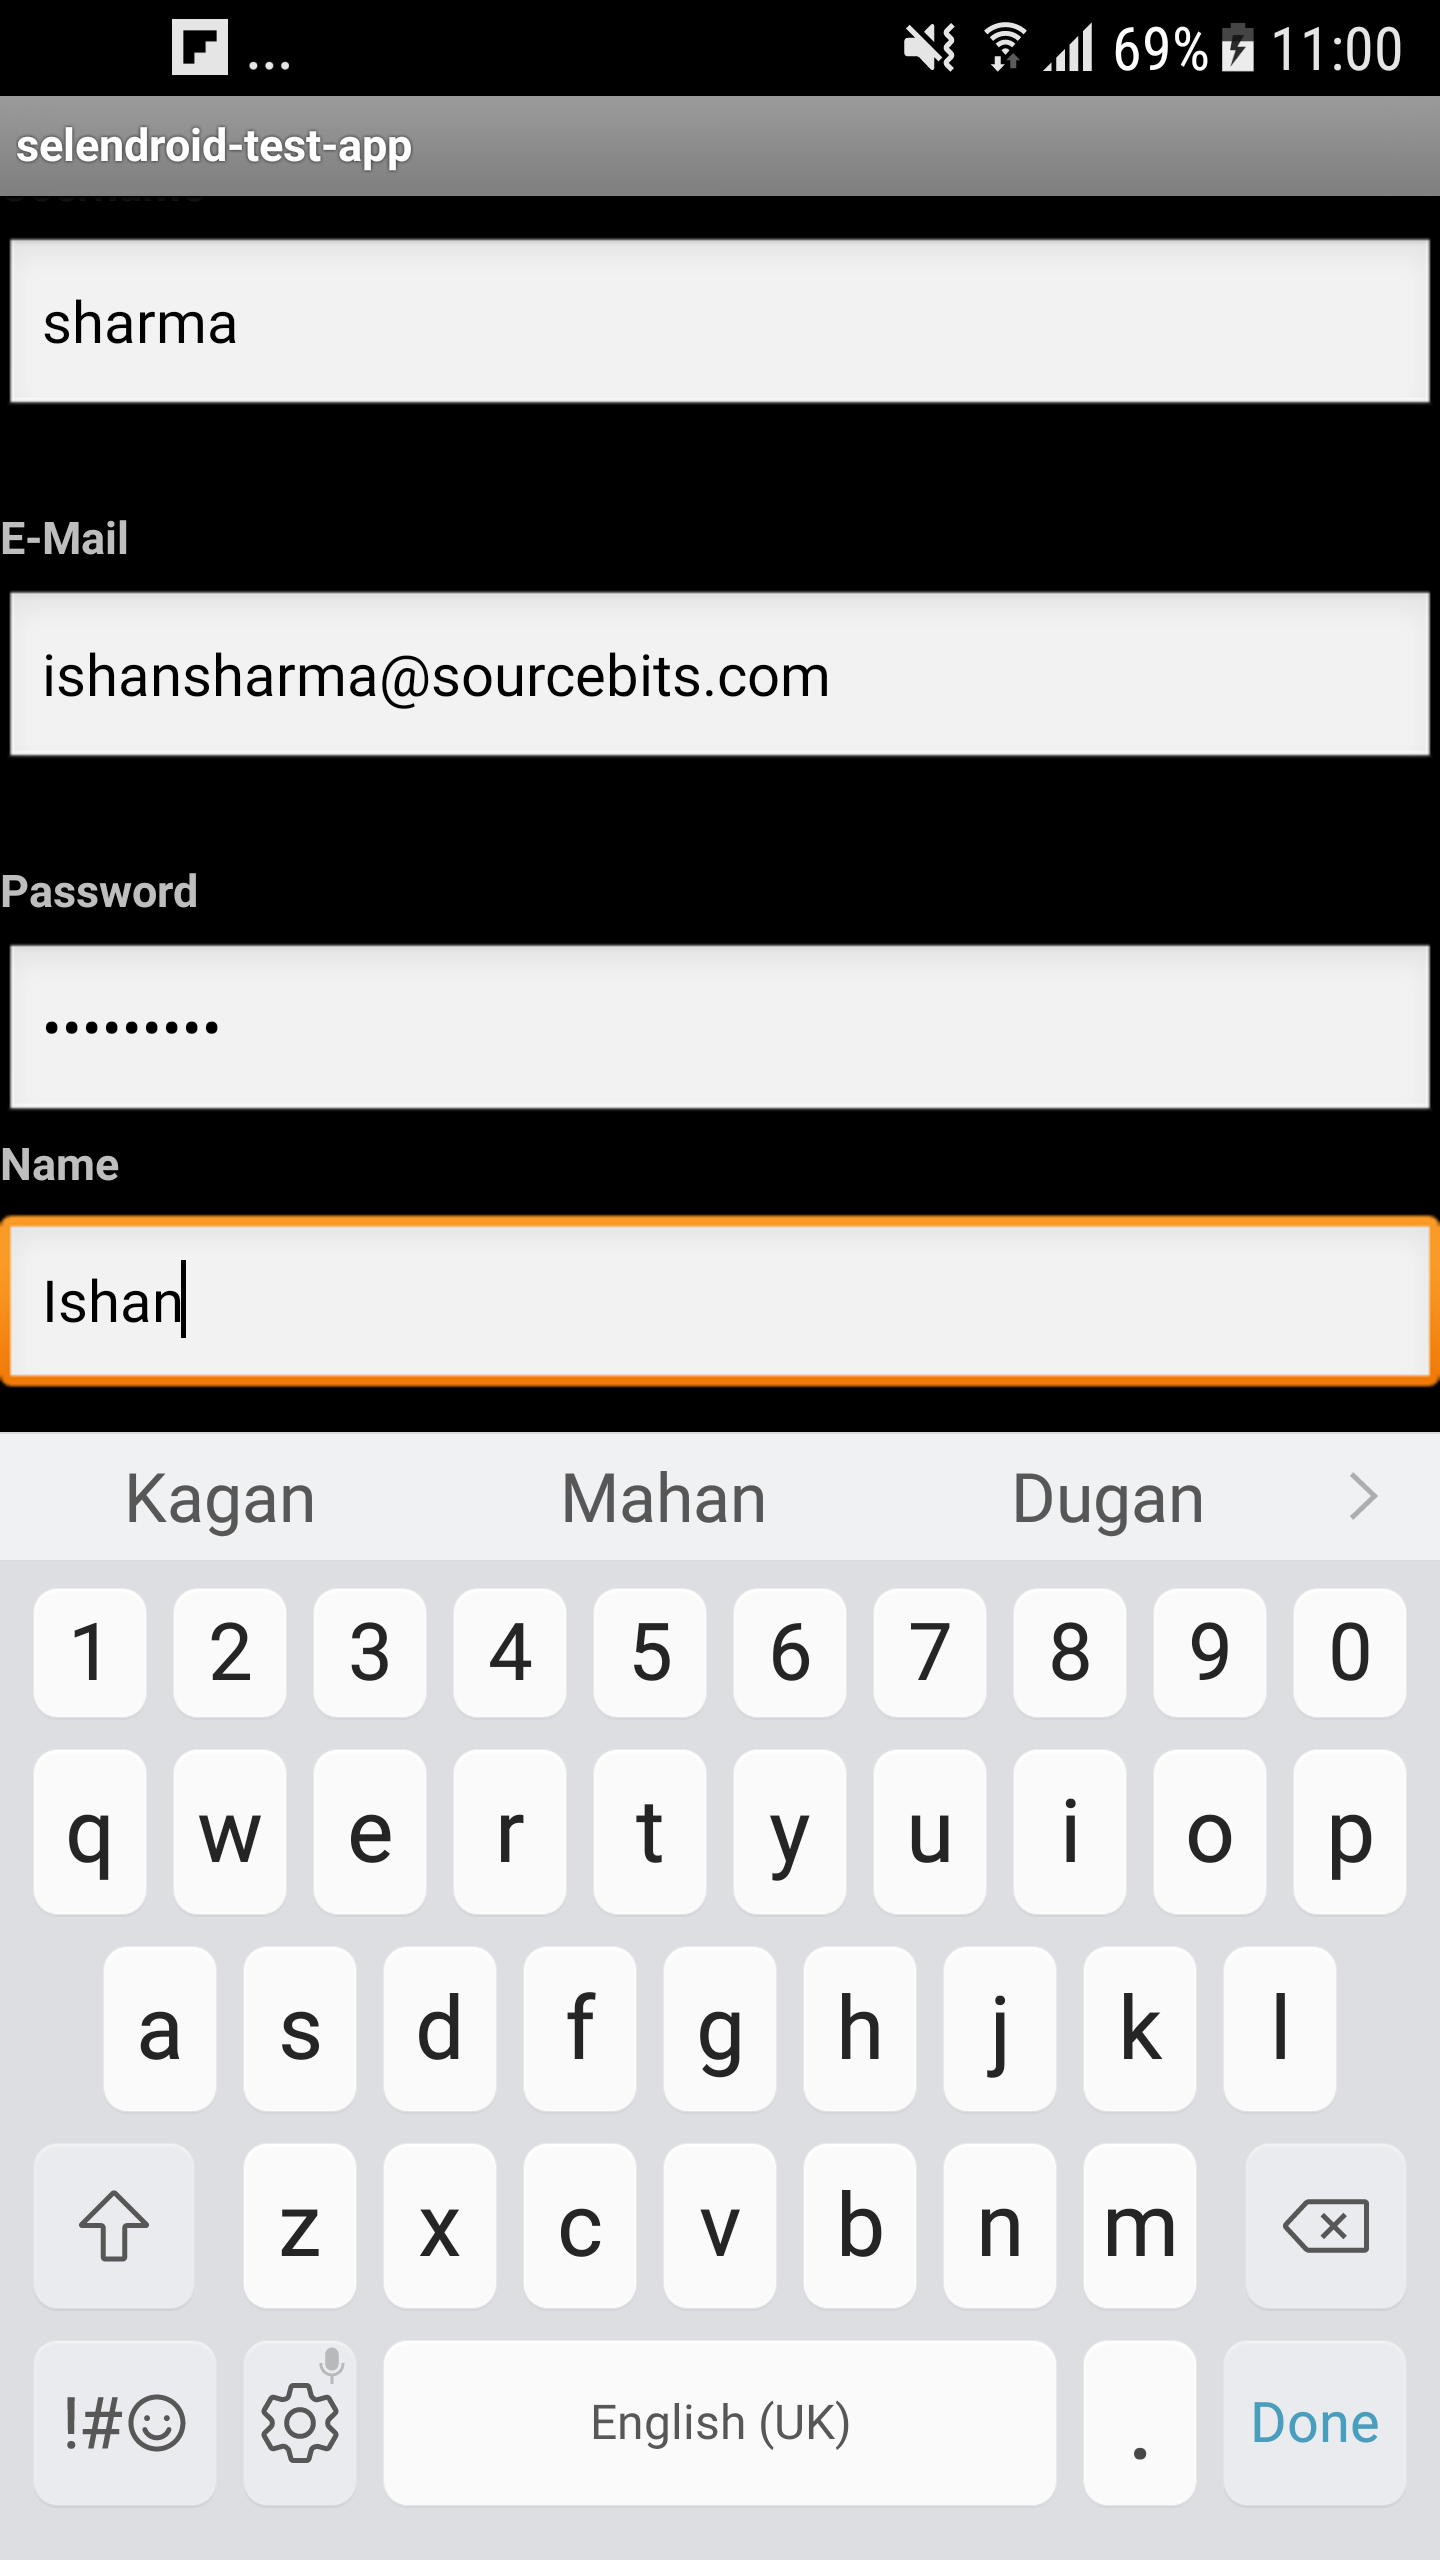 ... 69% 11:00
selendroid-test-app
sharma
E-Mail
ishansharma@sourcebits.com
Password
•••••••••
Name
Ishan
Kagan Mahan Dugan
1 2 3 4 5 6 7 8 9 0
q w e r t y u i o p
a s d f g h j k l
z x c v b n m
!#☺ English (UK) . Done